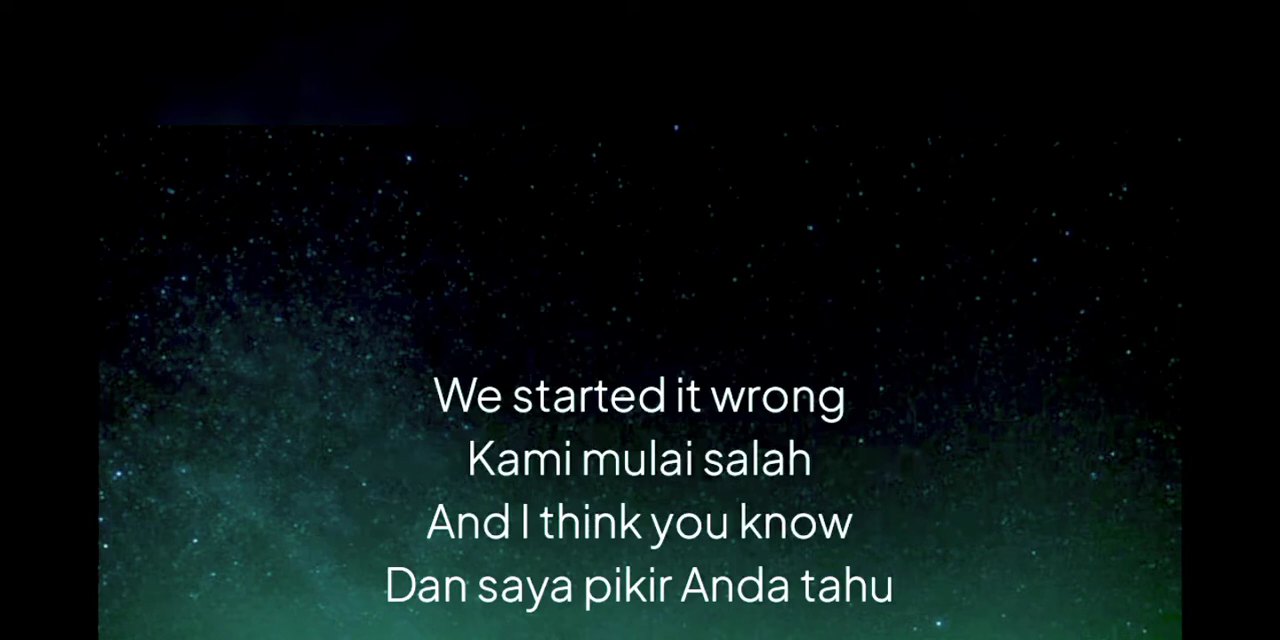 We started it wrong
Kami mulai salah
And I think you know
Dan saya pikir Anda tahu